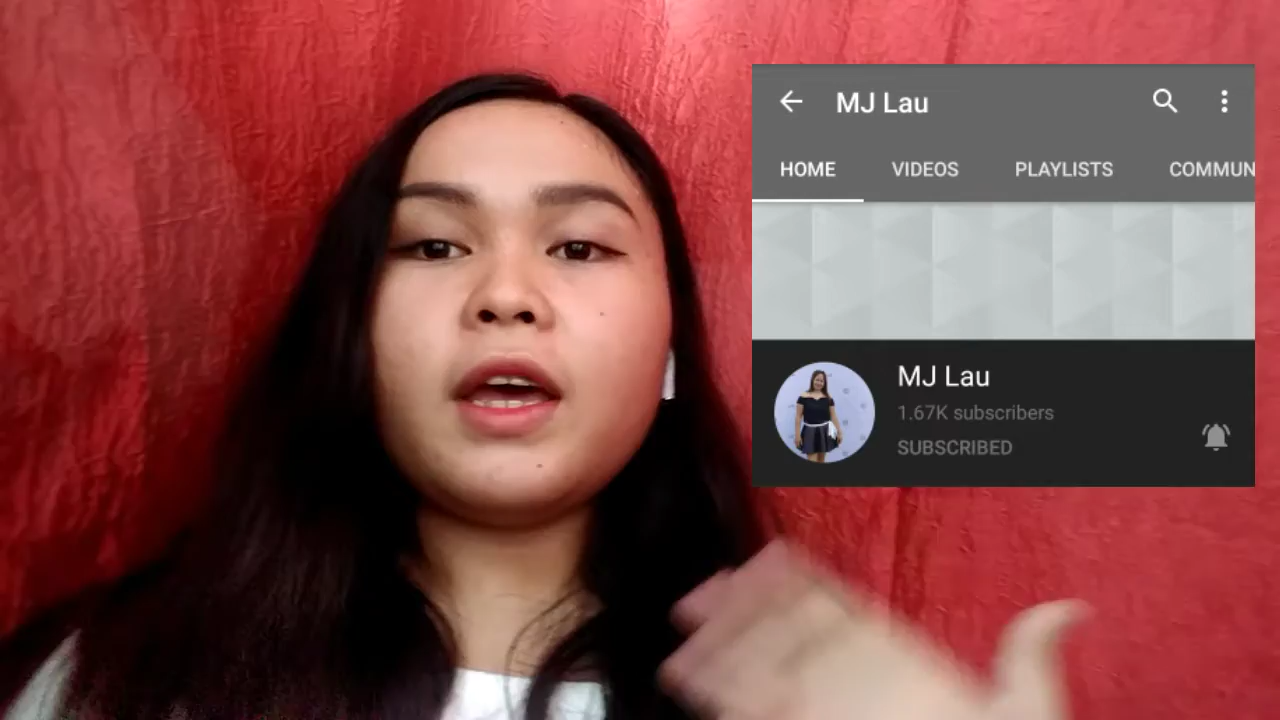 MJ Lau
HOME VIDEOS PLAYLISTS COMMUN
MJ Lau
1.67K subscribers
SUBSCRIBED